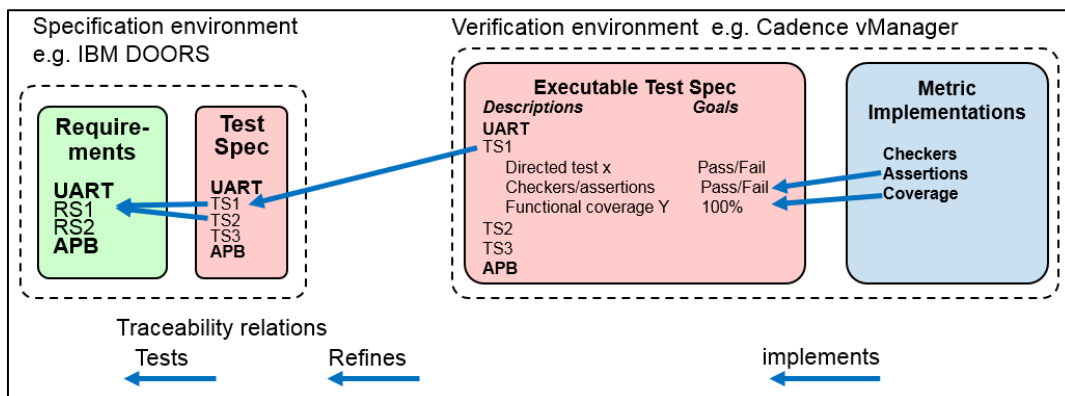 Specification environment
e.g. IBM DOORS
Require-
ments
UART
RS1
RS2
APB
Test
Spec
UART
TS1
TS2
TS3
APB
Verification environment  e.g. Cadence vManager
Executable Test Spec
Descriptions Goals
UART
TS1
Directed test x Pass/Fail
Checkers/assertions Pass/Fail
Functional coverage Y 100%
TS2
TS3
APB
Metric
Implementations
Checkers
Assertions
Coverage
Traceability relations
Tests Refines implements